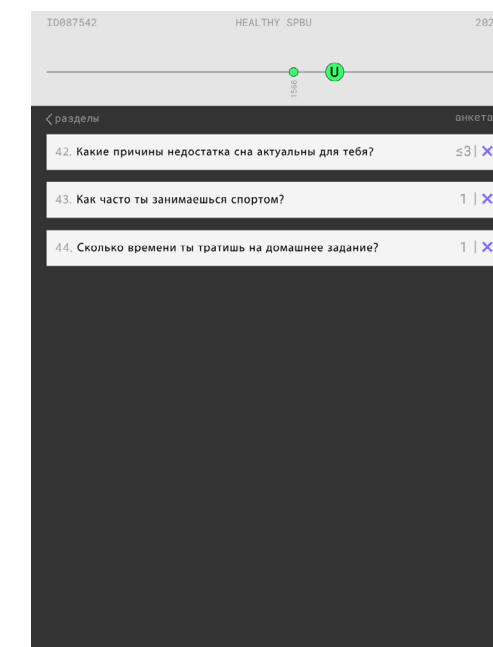 ID087542 HEALTHY SPBU 202
U
1566
разделы анкета
42. Какие причины недостатка сна актуальны для тебя? ≤3 | ×
43. Как часто ты занимаешься спортом? 1 | ×
44. Сколько времени ты тратишь на домашнее задание? 1 | ×